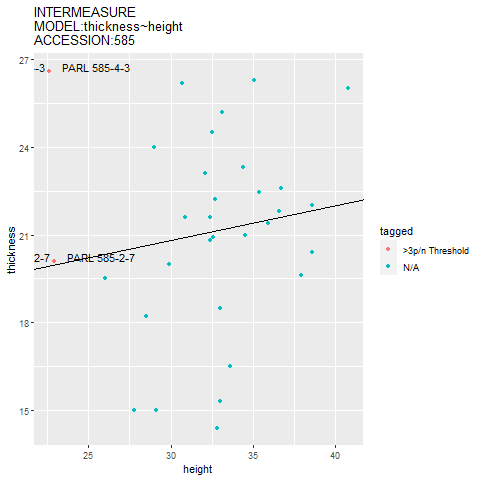 INTERMEASURE
MODEL:thickness~height
ACCESSION:585
27
-3 PARL 585-4-3
24
21
2-7 PARL 585-2-7
18
15
thickness
25 30 35 40
height
tagged
>3p/n Threshold
N/A